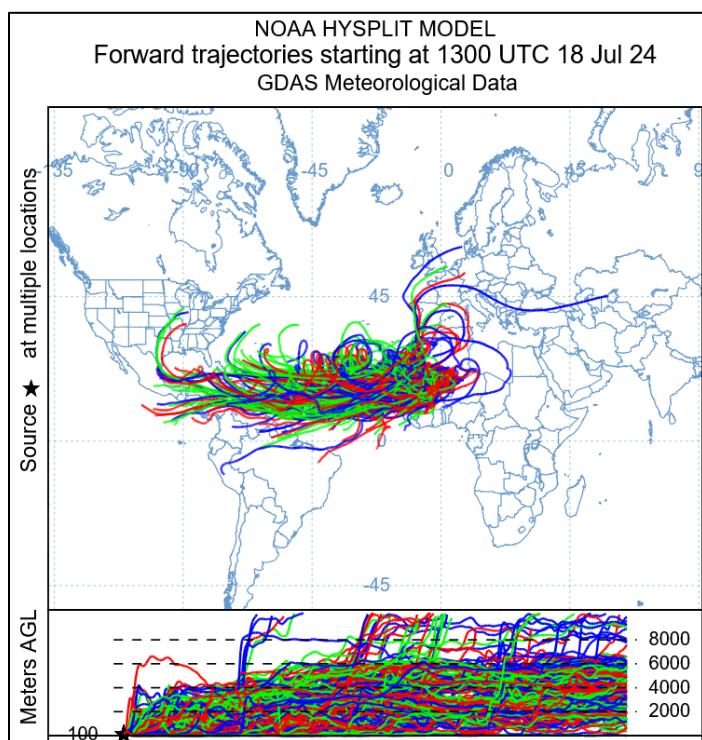 NOAA HYSPLIT MODEL
Forward trajectories starting at 1300 UTC 18 Jul 24
GDAS Meteorological Data
-45
0
45
45
-45
Source ★ at multiple locations
Meters AGL
8000
6000
4000
2000
100
★